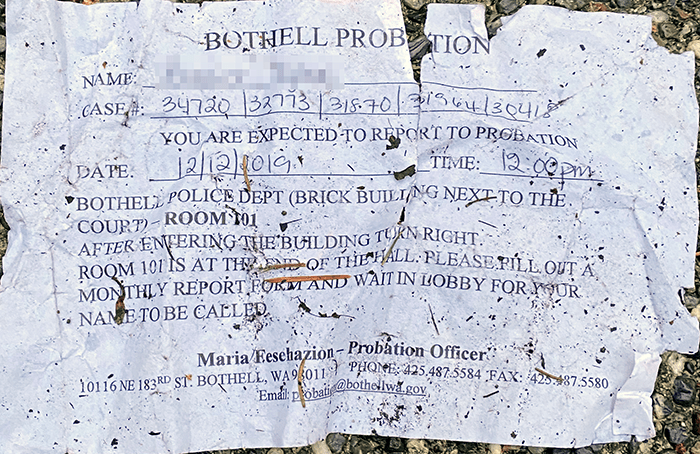 BOTHELL PROBATION
NAME:
CASE #: 34720 | 32773 | 31870 | 31964 | 30418
YOU ARE EXPECTED TO REPORT TO PROBATION
DATE: 12/12/2019 TIME: 12:00pm
BOTHELL POLICE DEPT (BRICK BUILDING NEXT TO THE
COURT) – ROOM 101
AFTER ENTERING THE BUILDING TURN RIGHT.
ROOM 101 IS AT THE END OF THE HALL. PLEASE FILL OUT A
MONTHLY REPORT FORM AND WAIT IN LOBBY FOR YOUR
NAME TO BE CALLED
Maria Feschazion – Probation Officer
10116 NE 183RD ST. BOTHELL, WA 98011 PHONE: 425.487.5584 FAX: 425.487.5580
Email: probation@bothellwa.gov